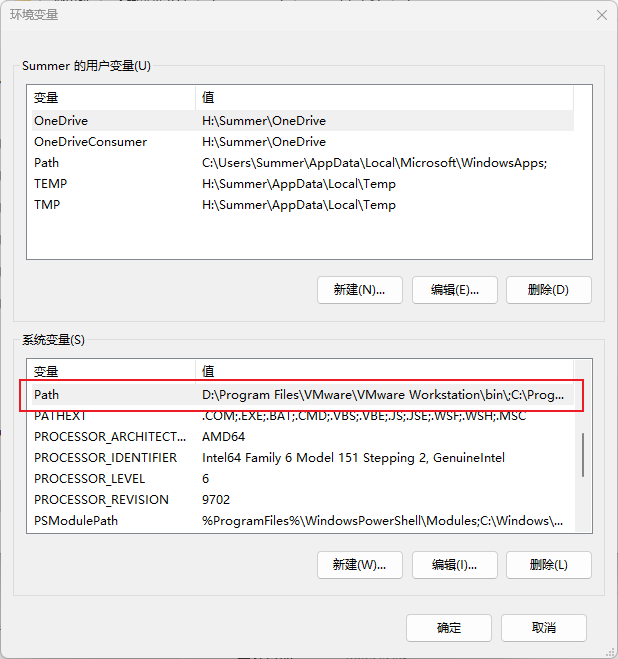 环境变量
Summer 的用户变量(U)
变量 值
OneDrive H:\Summer\OneDrive
OneDriveConsumer H:\Summer\OneDrive
Path C:\Users\Summer\AppData\Local\Microsoft\WindowsApps;
TEMP H:\Summer\AppData\Local\Temp
TMP H:\Summer\AppData\Local\Temp
新建(N)... 编辑(E)... 删除(D)
系统变量(S)
变量 值
Path D:\Program Files\VMware\VMware Workstation\bin\;C:\Prog...
PATHEXT .COM;.EXE;.BAT;.CMD;.VBS;.VBE;.JS;.JSE;.WSF;.WSH;.MSC
PROCESSOR_ARCHITECT... AMD64
PROCESSOR_IDENTIFIER Intel64 Family 6 Model 151 Stepping 2, GenuineIntel
PROCESSOR_LEVEL 6
PROCESSOR_REVISION 9702
PSModulePath %ProgramFiles%\WindowsPowerShell\Modules;C:\Windows\...
新建(W)... 编辑(I)... 删除(L)
确定 取消